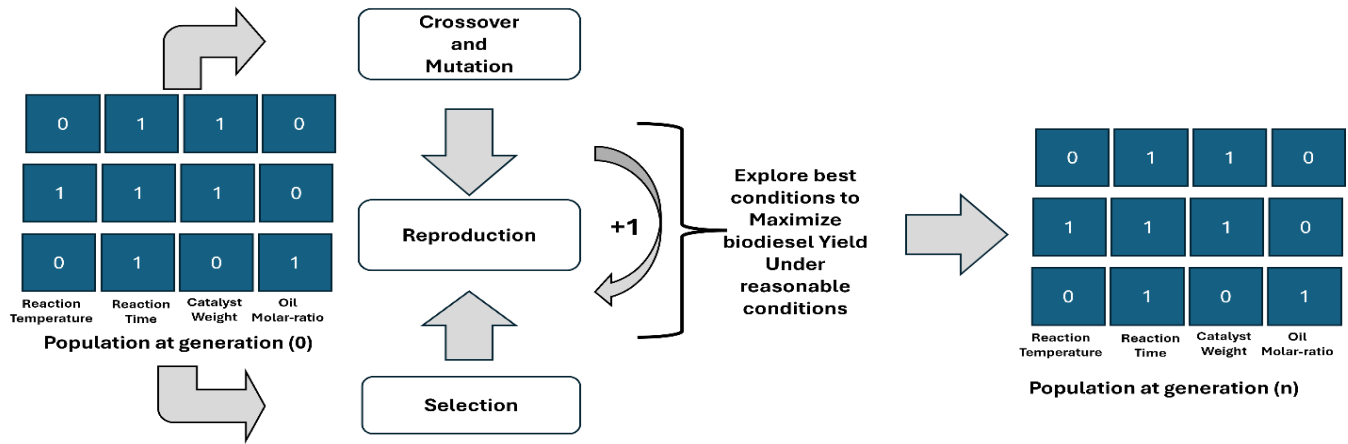 Crossover
and
Mutation
0 1 1 0
1 1 1 0
0 1 0 1
Reaction
Temperature
Reaction
Time
Catalyst
Weight
Oil
Molar-ratio
Population at generation (0)
Reproduction
+1
Selection
Explore best
conditions to
Maximize
biodiesel Yield
Under
reasonable
conditions
0 1 1 0
1 1 1 0
0 1 0 1
Reaction
Temperature
Reaction
Time
Catalyst
Weight
Oil
Molar-ratio
Population at generation (n)